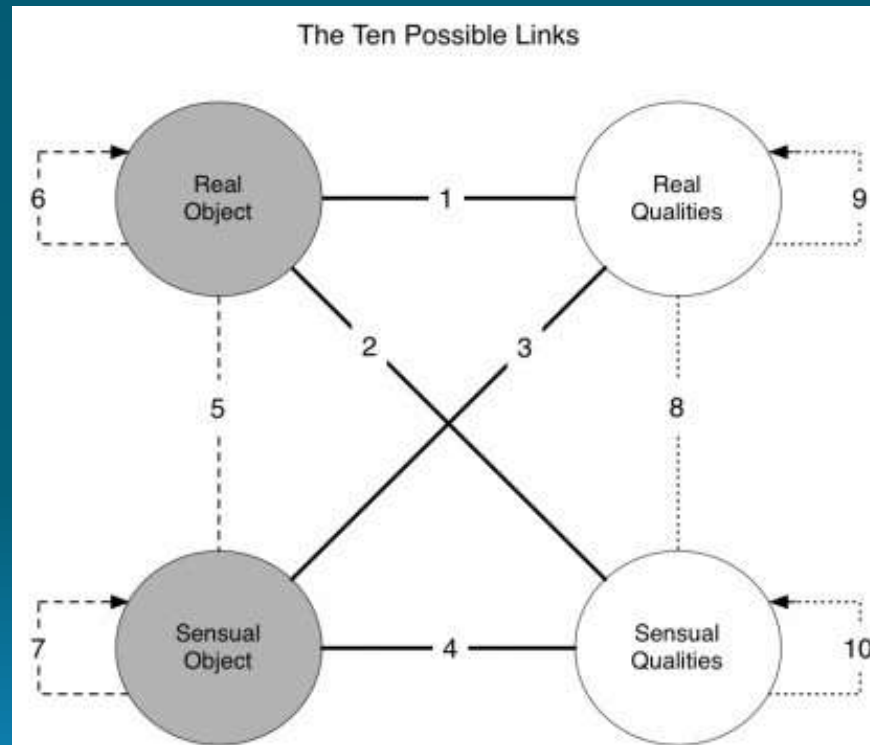 The Ten Possible Links
Real
Object
Real
Qualities
6
1
9
2
3
5
8
Sensual
Object
Sensual
Qualities
7
4
10